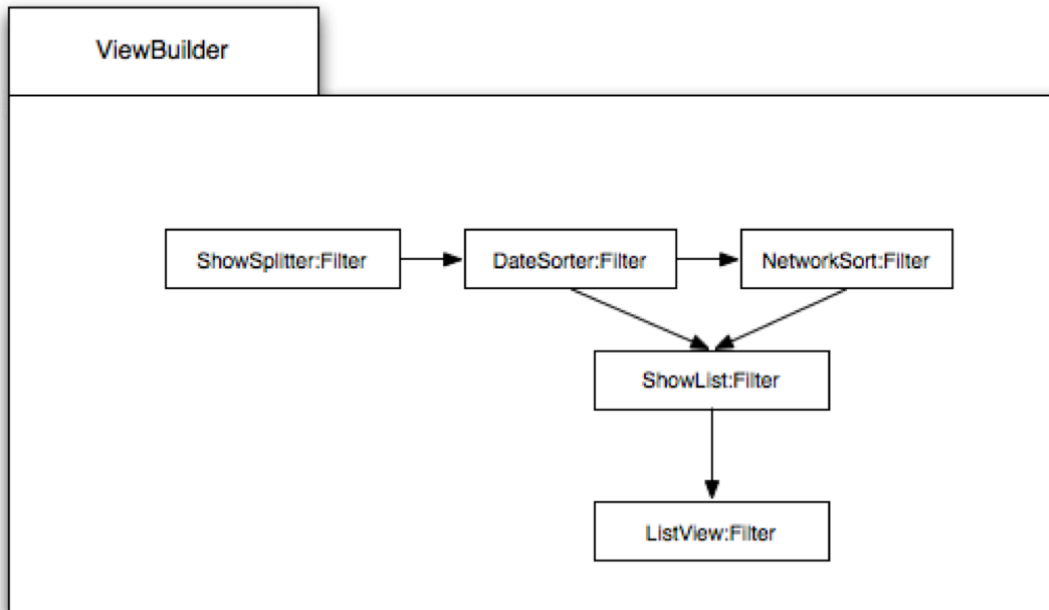 ViewBuilder
ShowSplitter:Filter
DateSorter:Filter
NetworkSort:Filter
ShowList:Filter
ListView:Filter